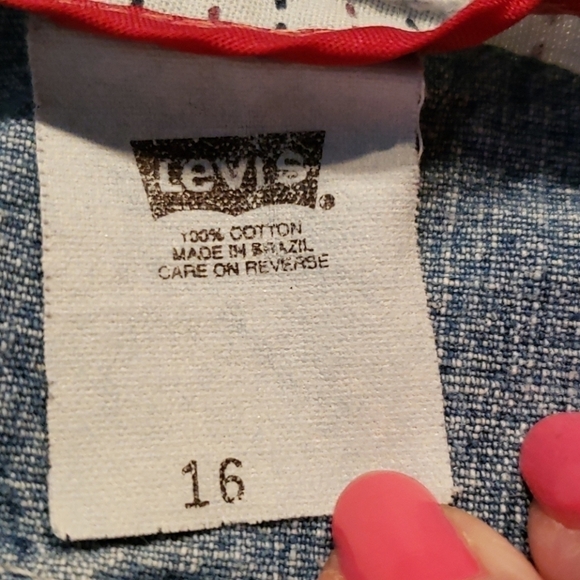 Levi's®
100% COTTON
MADE IN BRAZIL
CARE ON REVERSE
16